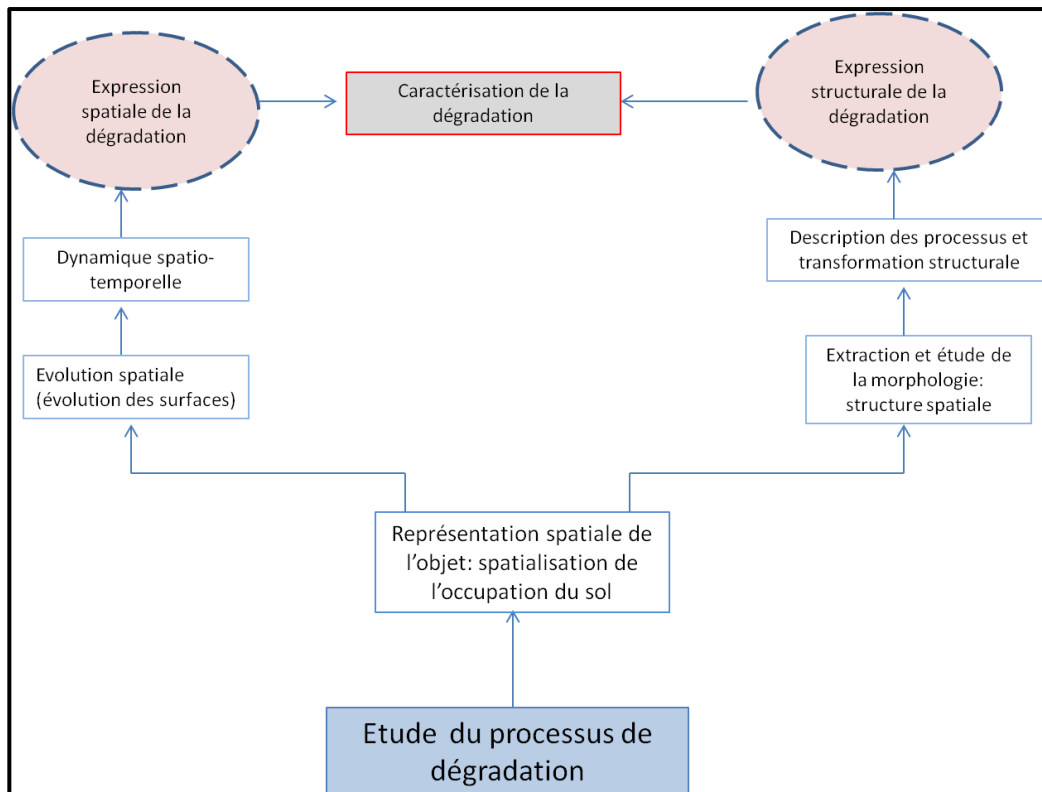 Expression
spatiale de la
dégradation
Caractérisation de la
dégradation
Expression
structurale de la
dégradation
Dynamique spatio-
temporelle
Description des processus et
transformation structurale
Evolution spatiale
(évolution des surfaces)
Extraction et étude de
la morphologie:
structure spatiale
Représentation spatiale de
l’objet: spatialisation de
l’occupation du sol
Etude du processus de
dégradation